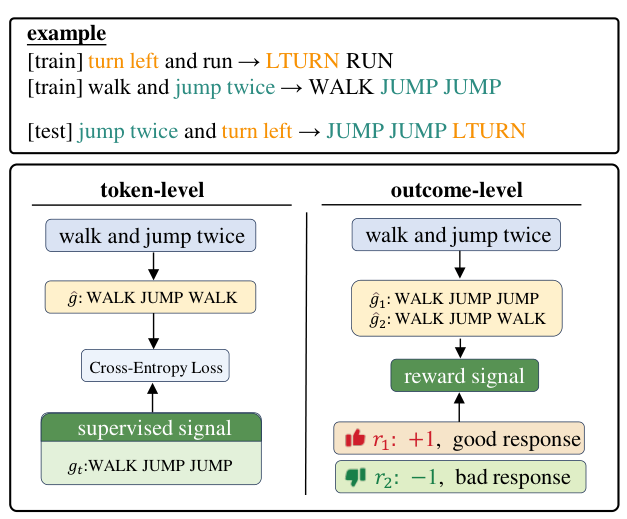 example
[train] turn left and run → LTURN RUN
[train] walk and jump twice → WALK JUMP JUMP
[test] jump twice and turn left → JUMP JUMP LTURN
token-level
walk and jump twice
ĝ: WALK JUMP WALK
Cross-Entropy Loss
supervised signal
gₜ:WALK JUMP JUMP
outcome-level
walk and jump twice
ĝ₁: WALK JUMP JUMP
ĝ₂: WALK JUMP WALK
reward signal
r₁: +1, good response
r₂: −1, bad response